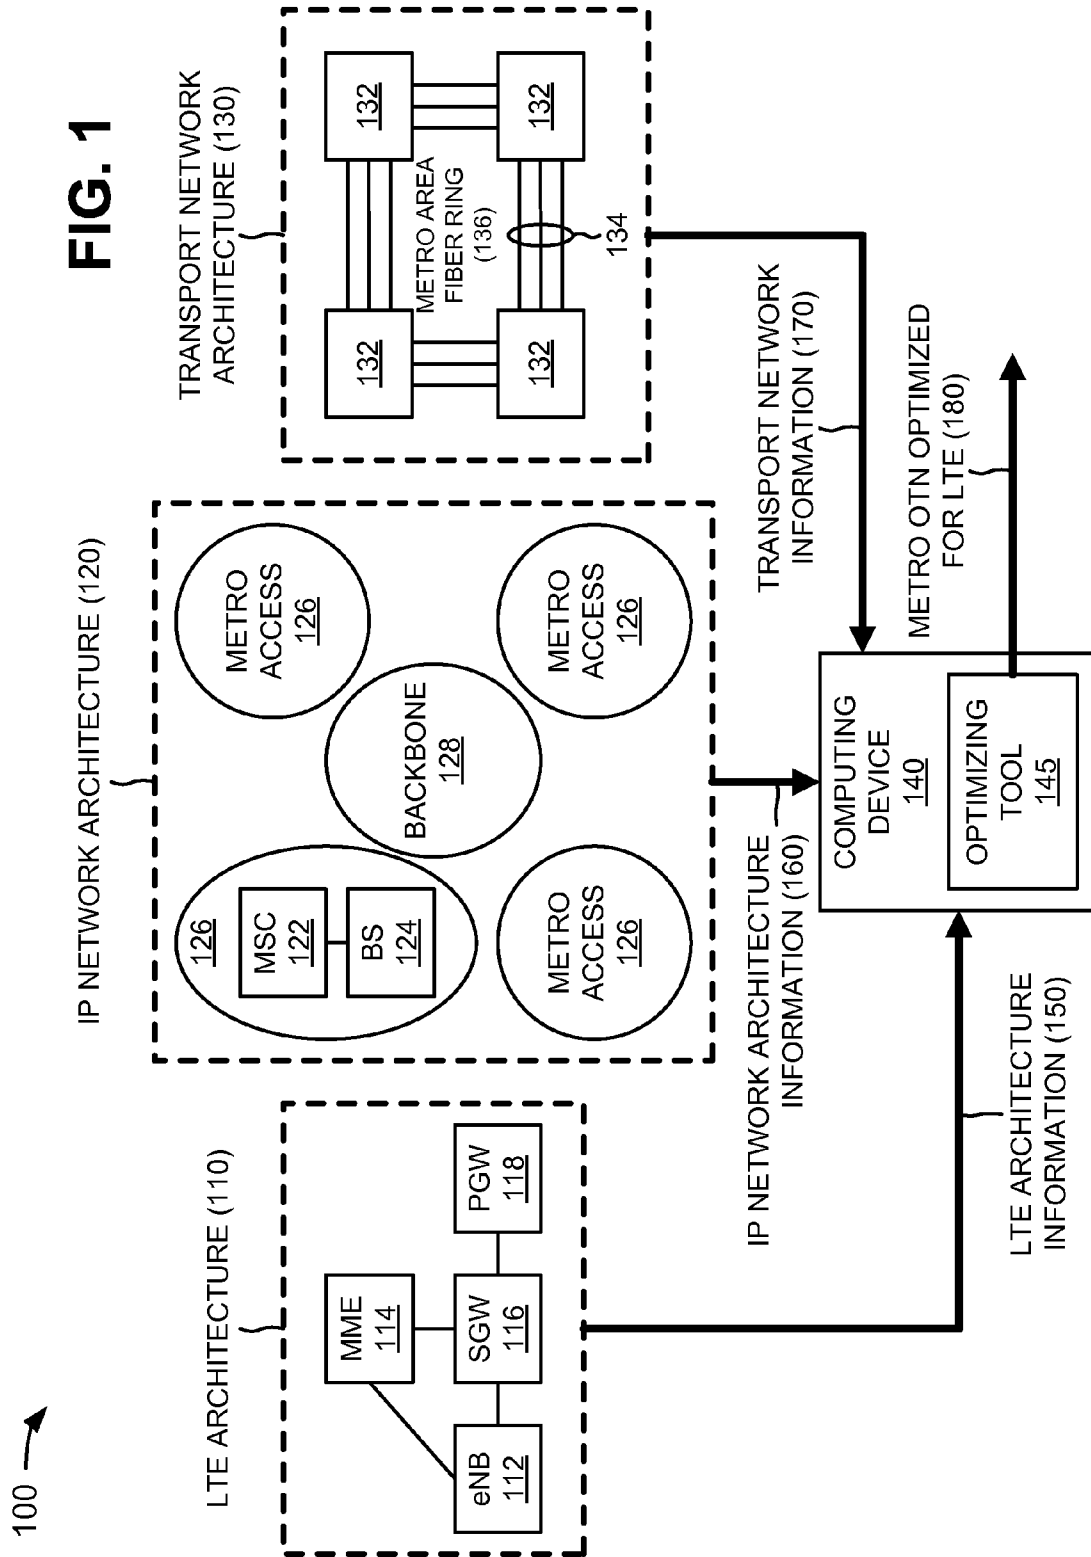 100
FIG. 1
LTE ARCHITECTURE (110)
MME
114
eNB
112
SGW
116
PGW
118
IP NETWORK ARCHITECTURE (120)
126
MSC
122
BS
124
METRO
ACCESS
126
BACKBONE
128
METRO
ACCESS
126
METRO
ACCESS
126
TRANSPORT NETWORK
ARCHITECTURE (130)
132
132
METRO AREA
FIBER RING
(136)
132
132
134
LTE ARCHITECTURE
INFORMATION (150)
IP NETWORK ARCHITECTURE
INFORMATION (160)
TRANSPORT NETWORK
INFORMATION (170)
COMPUTING
DEVICE
140
OPTIMIZING
TOOL
145
METRO OTN OPTIMIZED
FOR LTE (180)